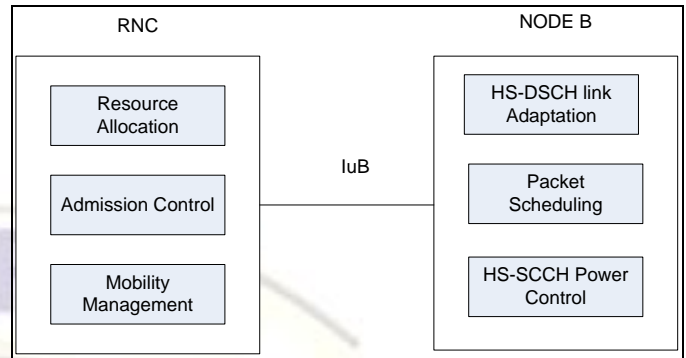 RNC
NODE B
Resource
Allocation
Admission Control
Mobility
Management
IuB
HS-DSCH link
Adaptation
Packet
Scheduling
HS-SCCH Power
Control